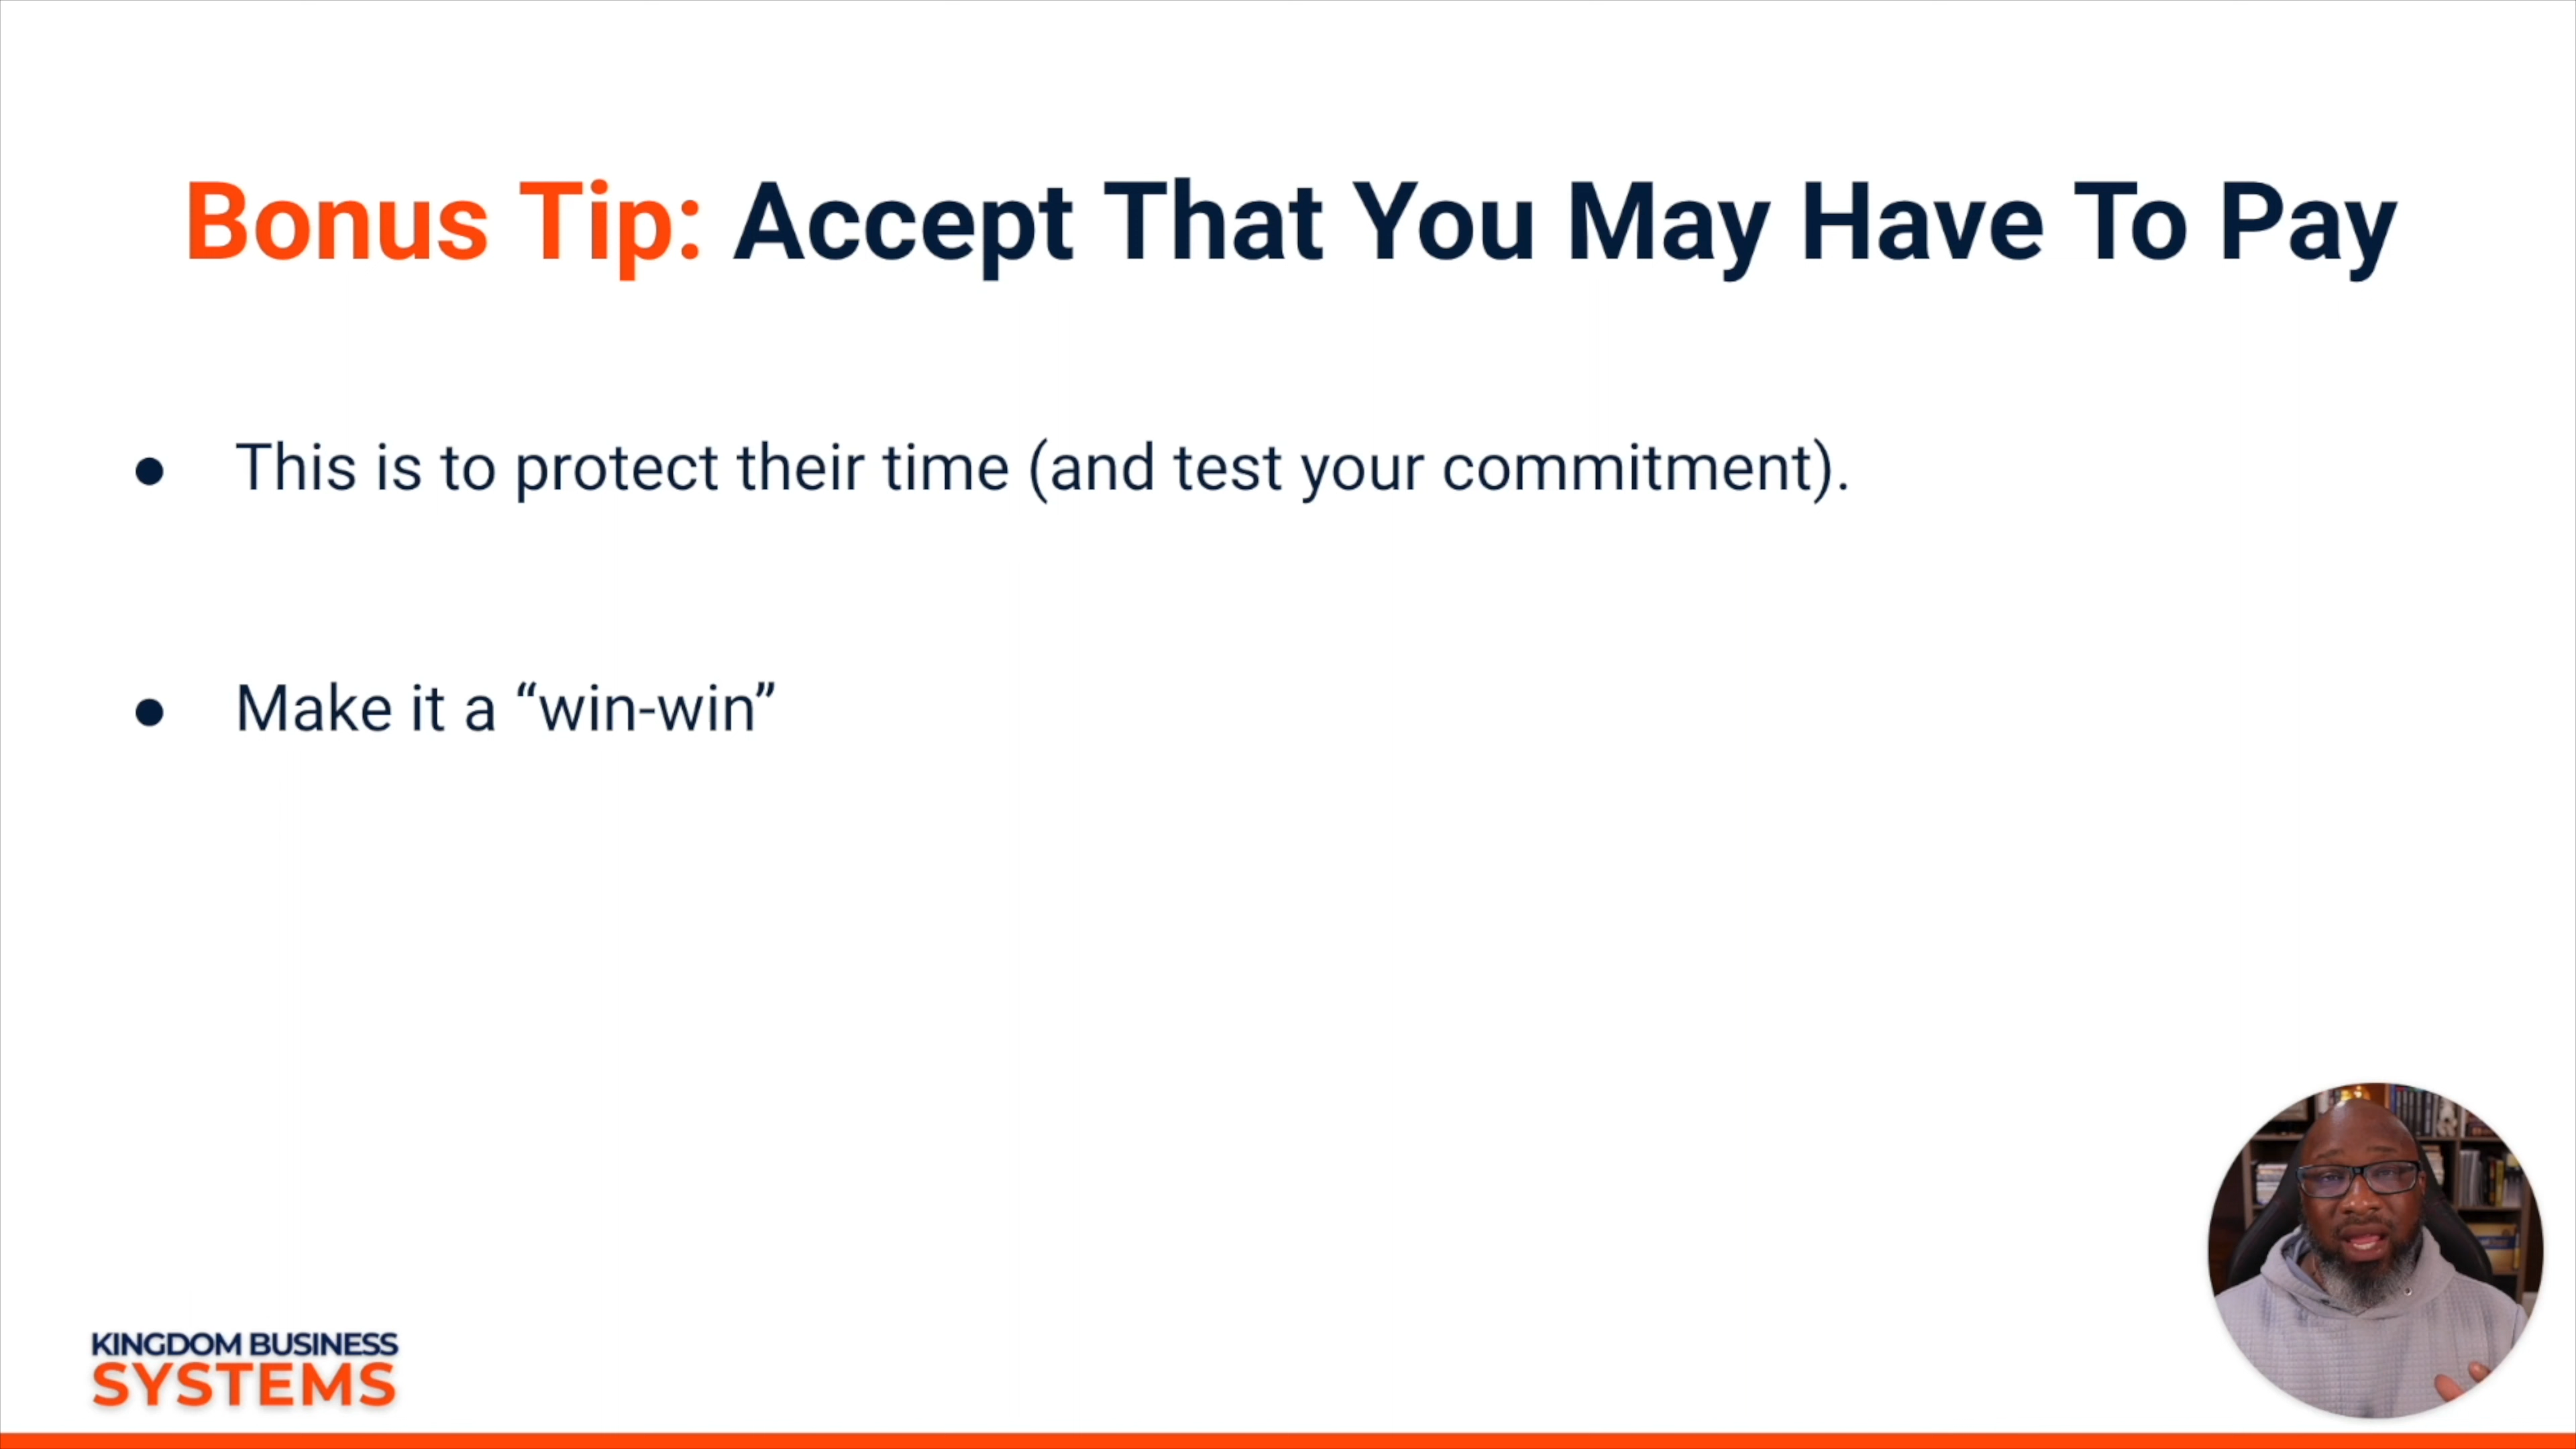 Bonus Tip: Accept That You May Have To Pay
● This is to protect their time (and test your commitment).
● Make it a “win-win”
KINGDOM BUSINESS
SYSTEMS